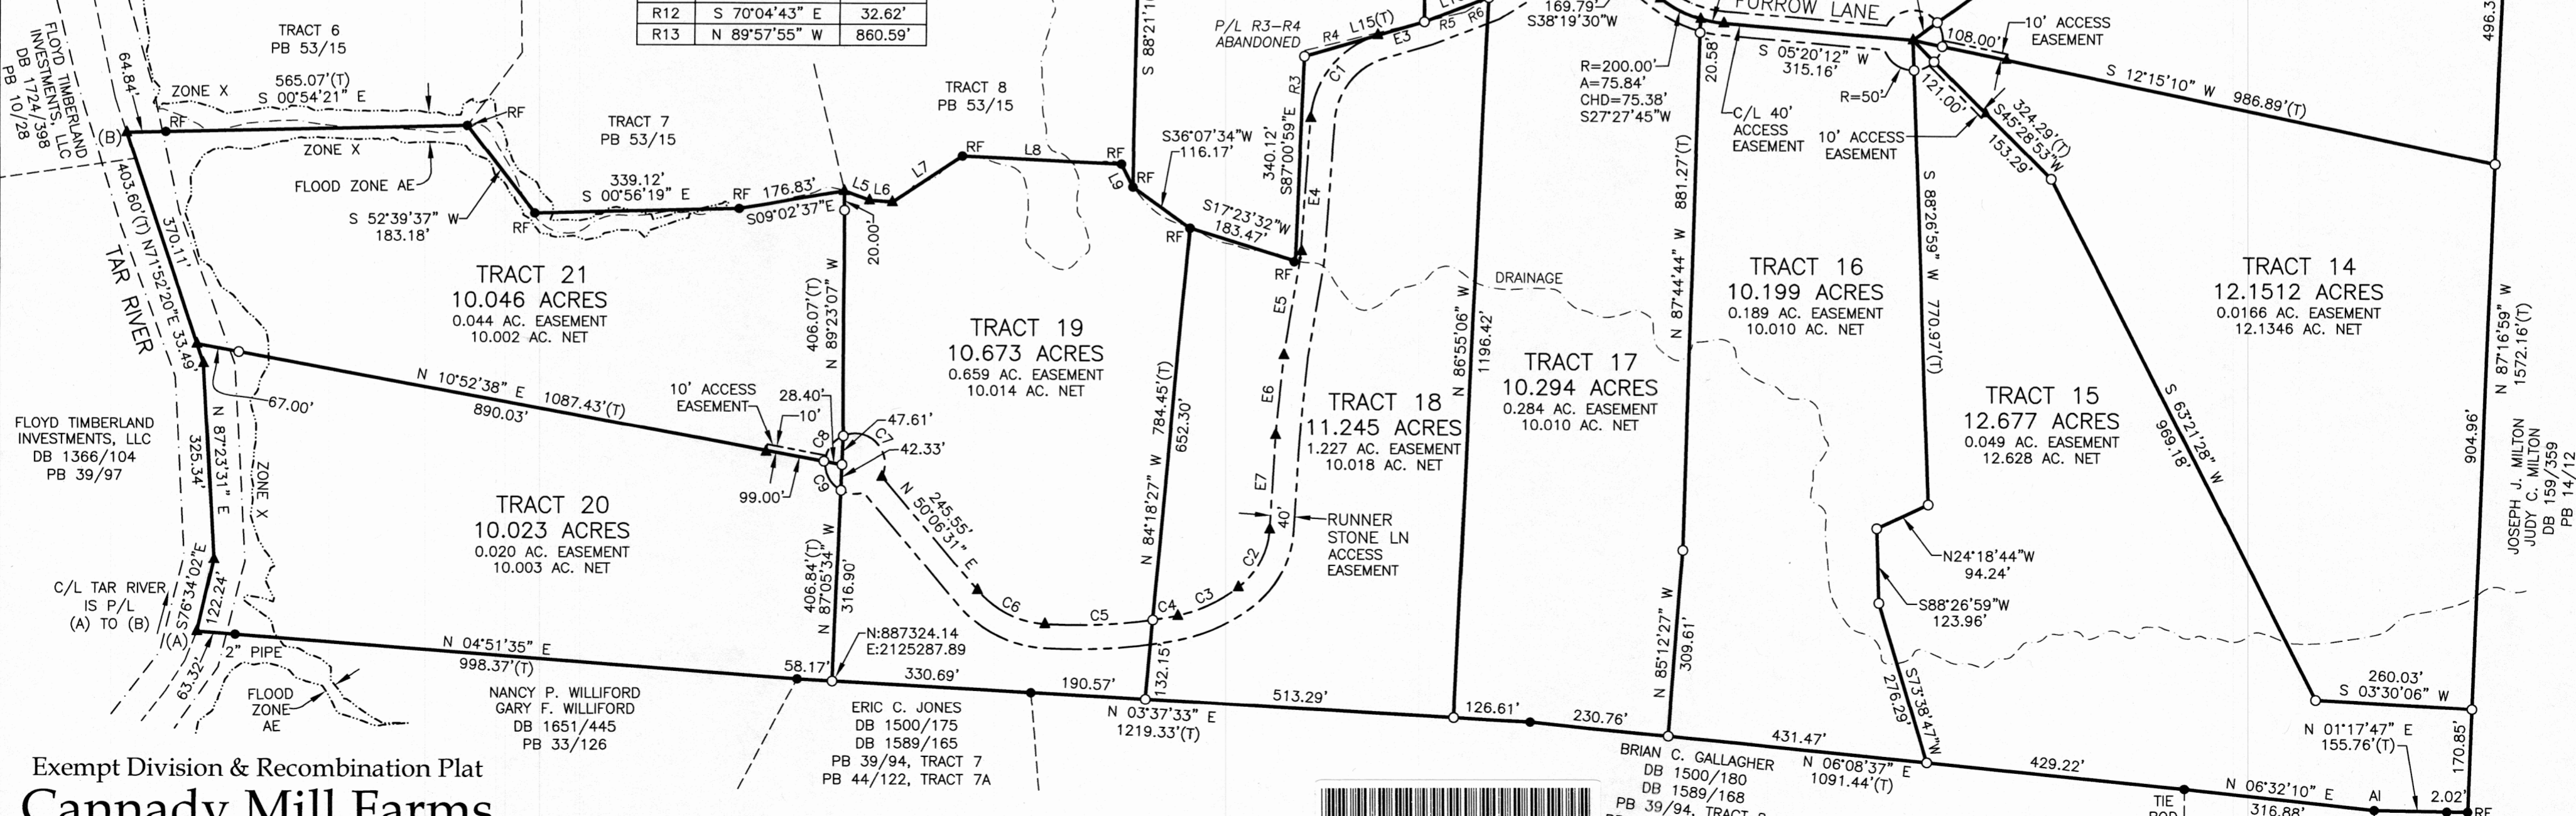 R12 S 70°04'43" E 32.62'
R13 N 89°57'55" W 860.59'
TRACT 6
PB 53/15
565.07'(T)
S 00°54'21" E
ZONE X
ZONE X
64.84'
FLOYD TIMBERLAND
INVESTMENTS, LLC
DB 1724/398
PB 10/28
(B)
RF
RF
FLOOD ZONE AE
S 52°39'37" W
183.18'
RF
TRACT 7
PB 53/15
339.12'
S 00°56'19" E
RF
176.83'
S09°02'37"E
L5
L6
L7
20.00'
TRACT 8
PB 53/15
RF
L8
RF
L9
RF
S36°07'34"W
116.17'
S17°23'32"W
183.47'
RF
RF
P/L R3-R4
ABANDONED
R4
L15(T)
E3
R5
R6
C1
R3
340.12'
S87°00'59"E
E4
169.79'
S38°19'30"W
R=200.00'
A=75.84'
CHD=75.38'
S27°27'45"W
20.58'
FURROW LANE
S 05°20'12" W
315.16'
C/L 40'
ACCESS
EASEMENT
R=50'
108.00'
10' ACCESS
EASEMENT
121.00'
10' ACCESS
EASEMENT
324.29'(T)
S45°28'53"W
153.29'
S 12°15'10" W 986.89'(T)
403.60'(T) N71°52'20"E
370.11'
33.49'
TAR RIVER
TRACT 21
10.046 ACRES
0.044 AC. EASEMENT
10.002 AC. NET
406.07'(T)
N 89°23'07" W
TRACT 19
10.673 ACRES
0.659 AC. EASEMENT
10.014 AC. NET
N 84°18'27" W 784.45'(T)
652.30'
E5
E6
E7
TRACT 18
11.245 ACRES
1.227 AC. EASEMENT
10.018 AC. NET
N 86°55'06" W
1196.42'
DRAINAGE
TRACT 17
10.294 ACRES
0.284 AC. EASEMENT
10.010 AC. NET
N 87°44'44" W 881.27'(T)
TRACT 16
10.199 ACRES
0.189 AC. EASEMENT
10.010 AC. NET
S 88°26'59" W 770.97'(T)
TRACT 15
12.677 ACRES
0.049 AC. EASEMENT
12.628 AC. NET
TRACT 14
12.1512 ACRES
0.0166 AC. EASEMENT
12.1346 AC. NET
S 63°21'28" W
969.18'
N 87°16'59" W
1572.16'(T)
904.96'
JOSEPH J. MILTON
JUDY C. MILTON
DB 159/359
PB 14/12
N 10°52'38" E 1087.43'(T)
890.03'
67.00'
10' ACCESS
EASEMENT
10'
28.40'
47.61'
42.33'
C7
C8
C9
99.00'
FLOYD TIMBERLAND
INVESTMENTS, LLC
DB 1366/104
PB 39/97
N 87°23'31" E
325.34'
ZONE X
TRACT 20
10.023 ACRES
0.020 AC. EASEMENT
10.003 AC. NET
406.84'(T)
N 87°05'34" W
316.90'
245.55'
N 50°06'31" E
C6
C5
C4
C3
C2
40'
RUNNER
STONE LN
ACCESS
EASEMENT
N 85°12'27" W
309.61'
N24°18'44"W
94.24'
S88°26'59"W
123.96'
S73°38'47"W
276.29'
C/L TAR RIVER
IS P/L
(A) TO (B)
S76°34'02"E
122.24'
(A)
2" PIPE
63.32'
FLOOD
ZONE
AE
N 04°51'35" E
998.37'(T)
58.17'
N:887324.14
E:2125287.89
330.69'
190.57'
132.15'
N 03°37'33" E
1219.33'(T)
513.29'
126.61'
230.76'
431.47'
N 06°08'37" E
1091.44'(T)
429.22'
260.03'
S 03°30'06" W
N 01°17'47" E
155.76'(T)
170.85'
N 06°32'10" E
316.88'
AI
2.02'
RF
TIE
NANCY P. WILLIFORD
GARY F. WILLIFORD
DB 1651/445
PB 33/126
ERIC C. JONES
DB 1500/175
DB 1589/165
PB 39/94, TRACT 7
PB 44/122, TRACT 7A
BRIAN C. GALLAGHER
DB 1500/180
DB 1589/168
PB 39/94, TRACT
Exempt Division & Recombination Plat
Cannady Mill Farms